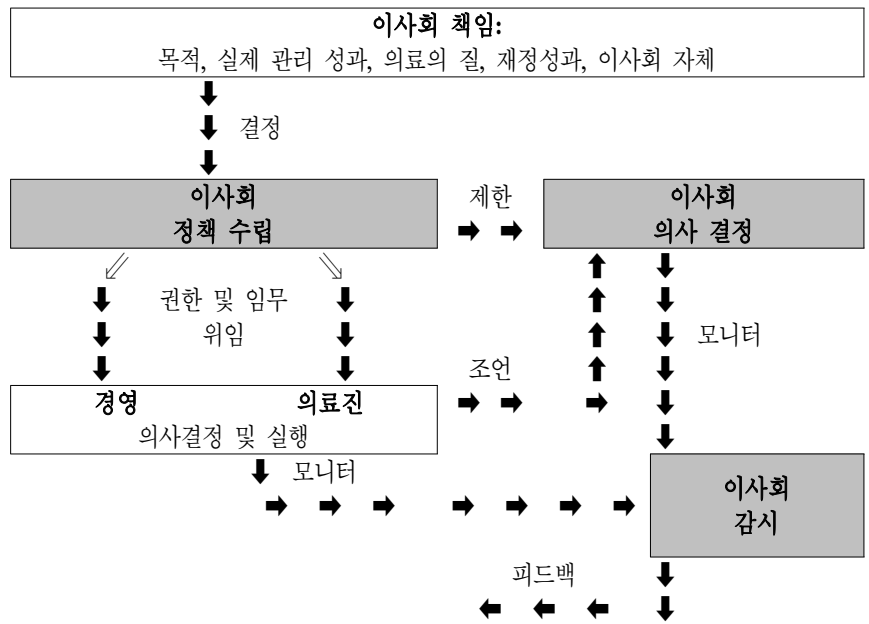 이사회 책임:
목적, 실제 관리 성과, 의료의 질, 재정성과, 이사회 자체
결정
이사회
정책 수립
제한
이사회
의사 결정
권한 및 임무
위임
모니터
조언
경영 의료진
의사결정 및 실행
모니터
이사회
감시
피드백